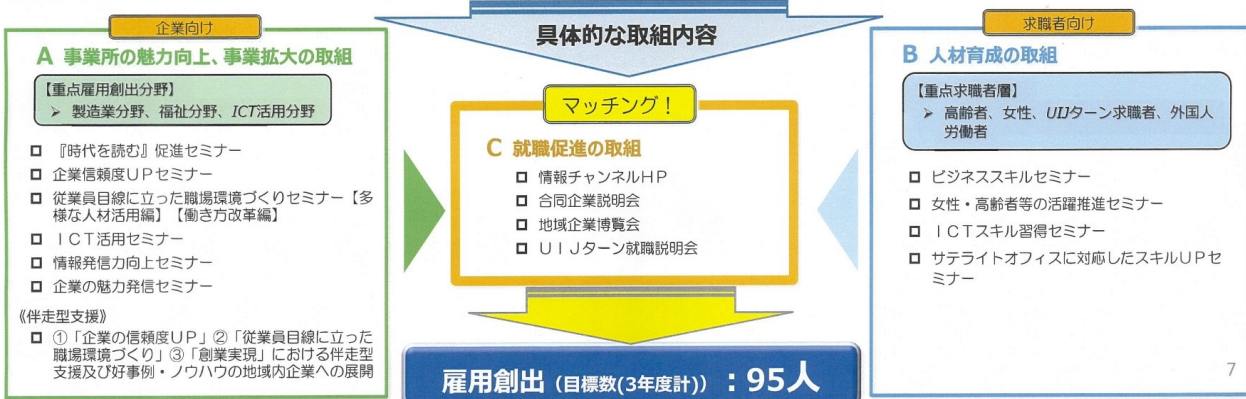 企業向け
A 事業所の魅力向上、事業拡大の取組
【重点雇用創出分野】
➢ 製造業分野、福祉分野、ICT活用分野
□ 『時代を読む』促進セミナー
□ 企業信頼度UPセミナー
□ 従業員目線に立った職場環境づくりセミナー【多
様な人材活用編】【働き方改革編】
□ ICT活用セミナー
□ 情報発信力向上セミナー
□ 企業の魅力発信セミナー
《伴走型支援》
□ ①「企業の信頼度UP」②「従業員目線に立った
職場環境づくり」③「創業実現」における伴走型
支援及び好事例・ノウハウの地域内企業への展開
具体的な取組内容
マッチング!
C 就職促進の取組
□ 情報チャンネルHP
□ 合同企業説明会
□ 地域企業博覧会
□ UIJターン就職説明会
雇用創出(目標数(3年度計)):95人
求職者向け
B 人材育成の取組
【重点求職者層】
➢ 高齢者、女性、UIJターン求職者、外国人
労働者
□ ビジネススキルセミナー
□ 女性・高齢者等の活躍推進セミナー
□ ICTスキル習得セミナー
□ サテライトオフィスに対応したスキルUPセ
ミナー
7